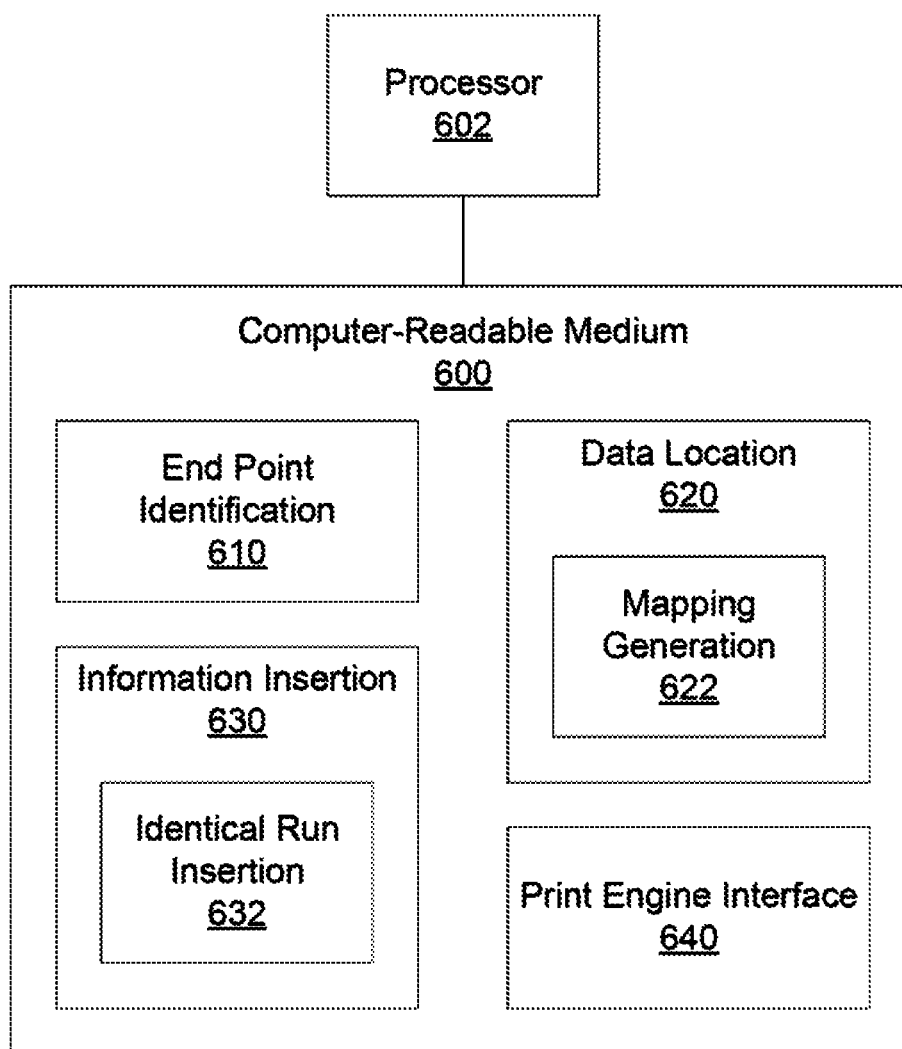 Processor
602
Computer-Readable Medium
600
End Point
Identification
610
Data Location
620
Mapping
Generation
622
Information Insertion
630
Identical Run
Insertion
632
Print Engine Interface
640